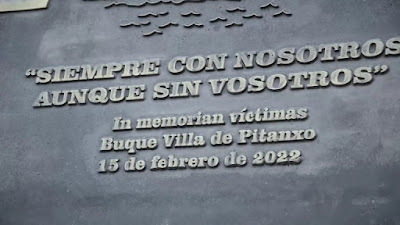 “SIEMPRE CON NOSOTROS
AUNQUE SIN VOSOTROS”
In memorian víctimas
Buque Villa de Pitanxo
15 de febrero de 2022